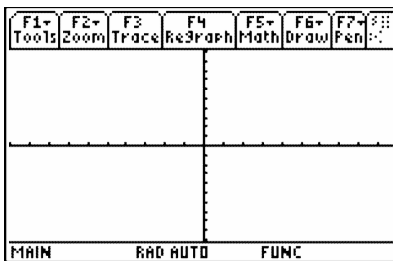 F1 F2 F3 F4 F5 F6 F7
Tools Zoom Trace ReGraph Math Draw Pen
MAIN RAD AUTO FUNC